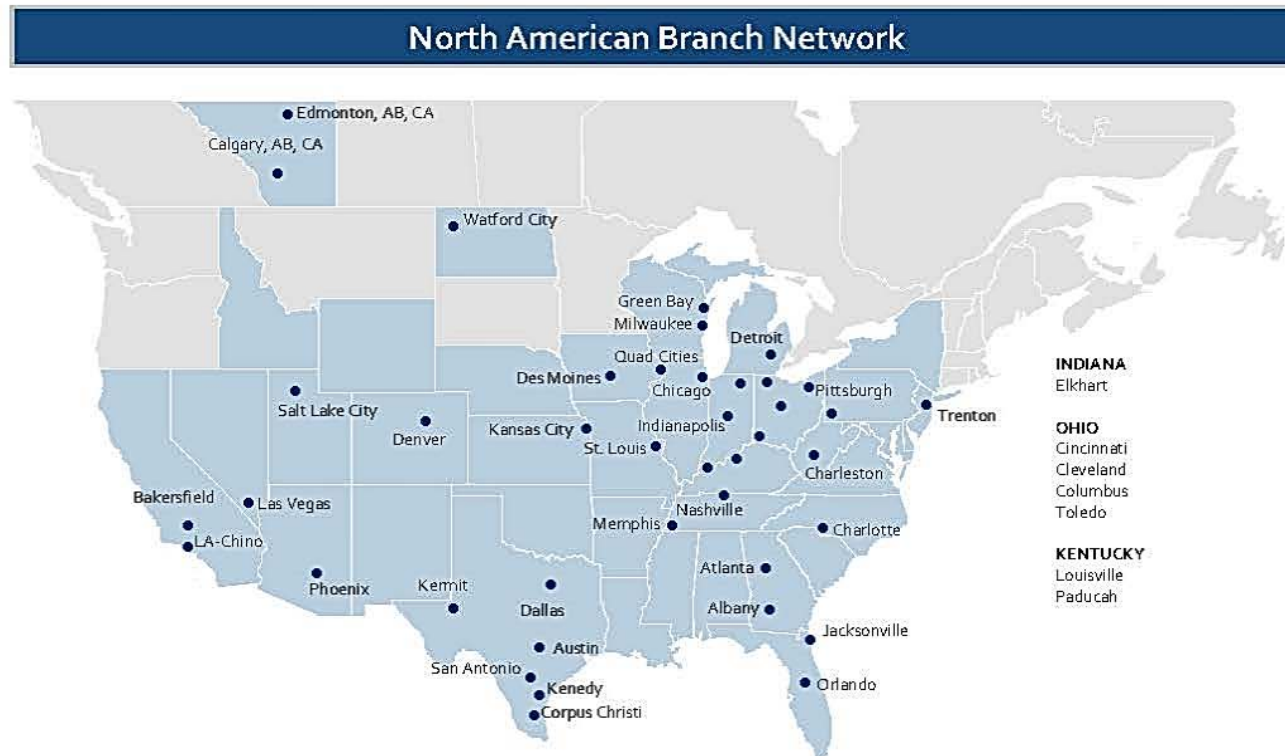 North American Branch Network
Edmonton, AB, CA
Calgary, AB, CA
Watford City
Green Bay
Milwaukee
Detroit
Quad Cities
Des Moines
Chicago
Pittsburgh
Salt Lake City
Trenton
Denver
Kansas City
Indianapolis
St. Louis
Charleston
Bakersfield
Las Vegas
Nashville
Memphis
Charlotte
LA-Chino
Atlanta
Phoenix
Kermit
Dallas
Albany
Jacksonville
Austin
San Antonio
Orlando
Kenedy
Corpus Christi
INDIANA
Elkhart
OHIO
Cincinnati
Cleveland
Columbus
Toledo
KENTUCKY
Louisville
Paducah